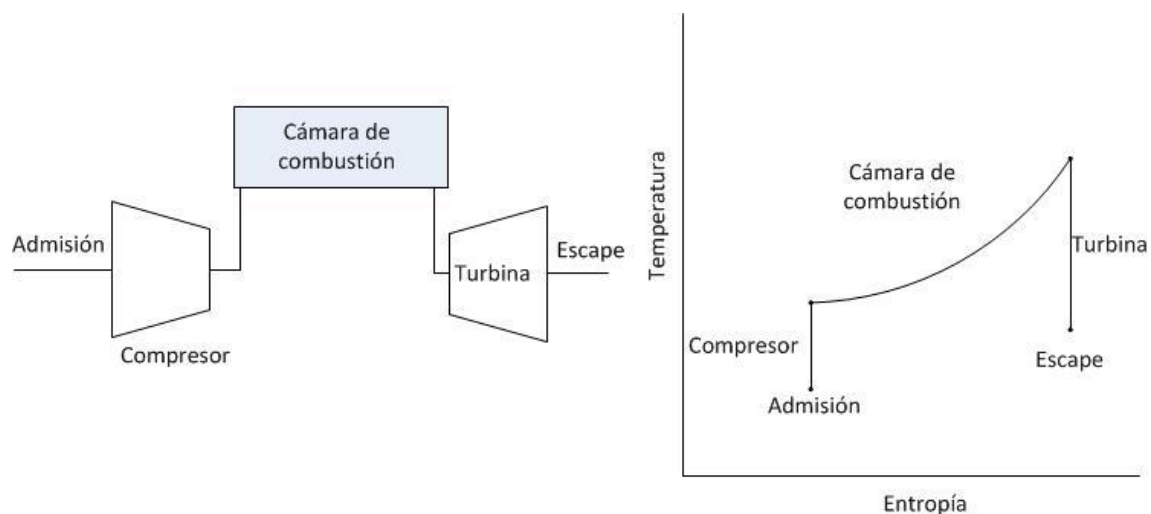 Cámara de
combustión
Admisión
Turbina
Escape
Compresor
Temperatura
Cámara de
combustión
Turbina
Compresor
Escape
Admisión
Entropía